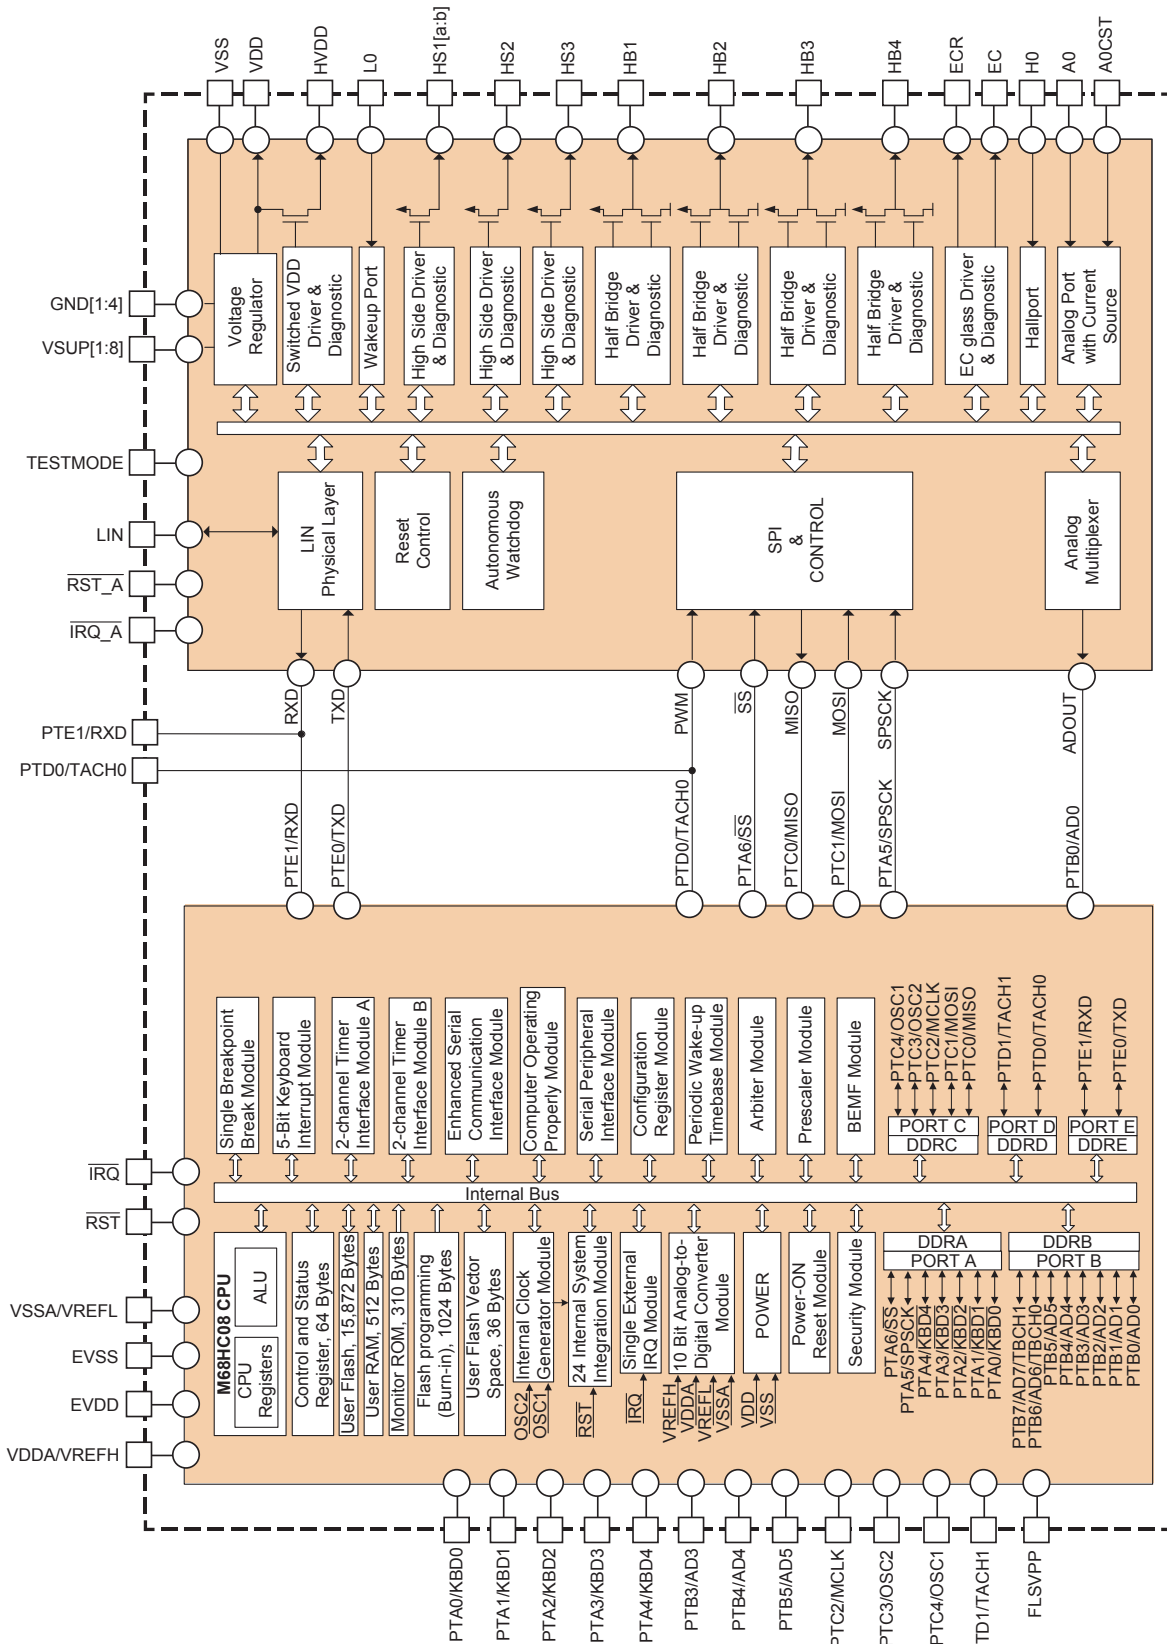 VSS
VDD
HVDD
L0
HS1[a:b]
HS2
HS3
HB1
HB2
HB3
HB4
ECR
EC
H0
A0
A0CST
GND[1:4]
VSUP[1:8]
TESTMODE
LIN
RST_A
IRQ_A
PTE1/RXD
PTD0/TACH0
Voltage
Regulator
Switched VDD
Driver &
Diagnostic
Wakeup Port
High Side Driver
& Diagnostic
High Side Driver
& Diagnostic
High Side Driver
& Diagnostic
Half Bridge
Driver &
Diagnostic
Half Bridge
Driver &
Diagnostic
Half Bridge
Driver &
Diagnostic
Half Bridge
Driver &
Diagnostic
EC glass Driver
& Diagnostic
Hallport
Analog Port
with Current
Source
LIN
Physical Layer
Reset
Control
Autonomous
Watchdog
SPI
&
CONTROL
Analog
Multiplexer
RXD
TXD
PWM
SS
MISO
MOSI
SPSCK
ADOUT
PTE1/RXD
PTE0/TXD
PTD0/TACH0
PTA6/SS
PTC0/MISO
PTC1/MOSI
PTA5/SPSCK
PTB0/AD0
Single Breakpoint
Break Module
5-Bit Keyboard
Interrupt Module
2-channel Timer
Interface Module A
2-channel Timer
Interface Module B
Enhanced Serial
Communication
Interface Module
Computer Operating
Properly Module
Serial Peripheral
Interface Module
Configuration
Register Module
Periodic Wake-up
Timebase Module
Arbiter Module
Prescaler Module
BEMF Module
PTC4/OSC1
PTC3/OSC2
PTC2/MCLK
PTC1/MOSI
PTC0/MISO
PORT C
DDRC
PTD1/TACH1
PTD0/TACH0
PORT D
DDRD
PTE1/RXD
PTE0/TXD
PORT E
DDRE
Internal Bus
IRQ
RST
VSSA/VREFL
EVSS
EVDD
VDDA/VREFH
M68HC08 CPU
CPU
Registers
ALU
Control and Status
Register, 64 Bytes
User Flash, 15,872 Bytes
User RAM, 512 Bytes
Monitor ROM, 310 Bytes
Flash programming
(Burn-in), 1024 Bytes
User Flash Vector
Space, 36 Bytes
OSC2
OSC1
Internal Clock
Generator Module
RST
24 Internal System
Integration Module
IRQ
Single External
IRQ Module
VREFH
VDDA
VREFL
VSSA
10 Bit Analog-to-
Digital Converter
Module
VDD
VSS
POWER
Power-ON
Reset Module
Security Module
DDRA
PORT A
PTA6/SS
PTA5/SPSCK
PTA4/KBD4
PTA3/KBD3
PTA2/KBD2
PTA1/KBD1
PTA0/KBD0
DDRB
PORT B
PTB7/AD7/TBCH1
PTB6/AD6/TBCH0
PTB5/AD5
PTB4/AD4
PTB3/AD3
PTB2/AD2
PTB1/AD1
PTB0/AD0
PTA0/KBD0
PTA1/KBD1
PTA2/KBD2
PTA3/KBD3
PTA4/KBD4
PTB3/AD3
PTB4/AD4
PTB5/AD5
PTC2/MCLK
PTC3/OSC2
PTC4/OSC1
TD1/TACH1
FLSVPP